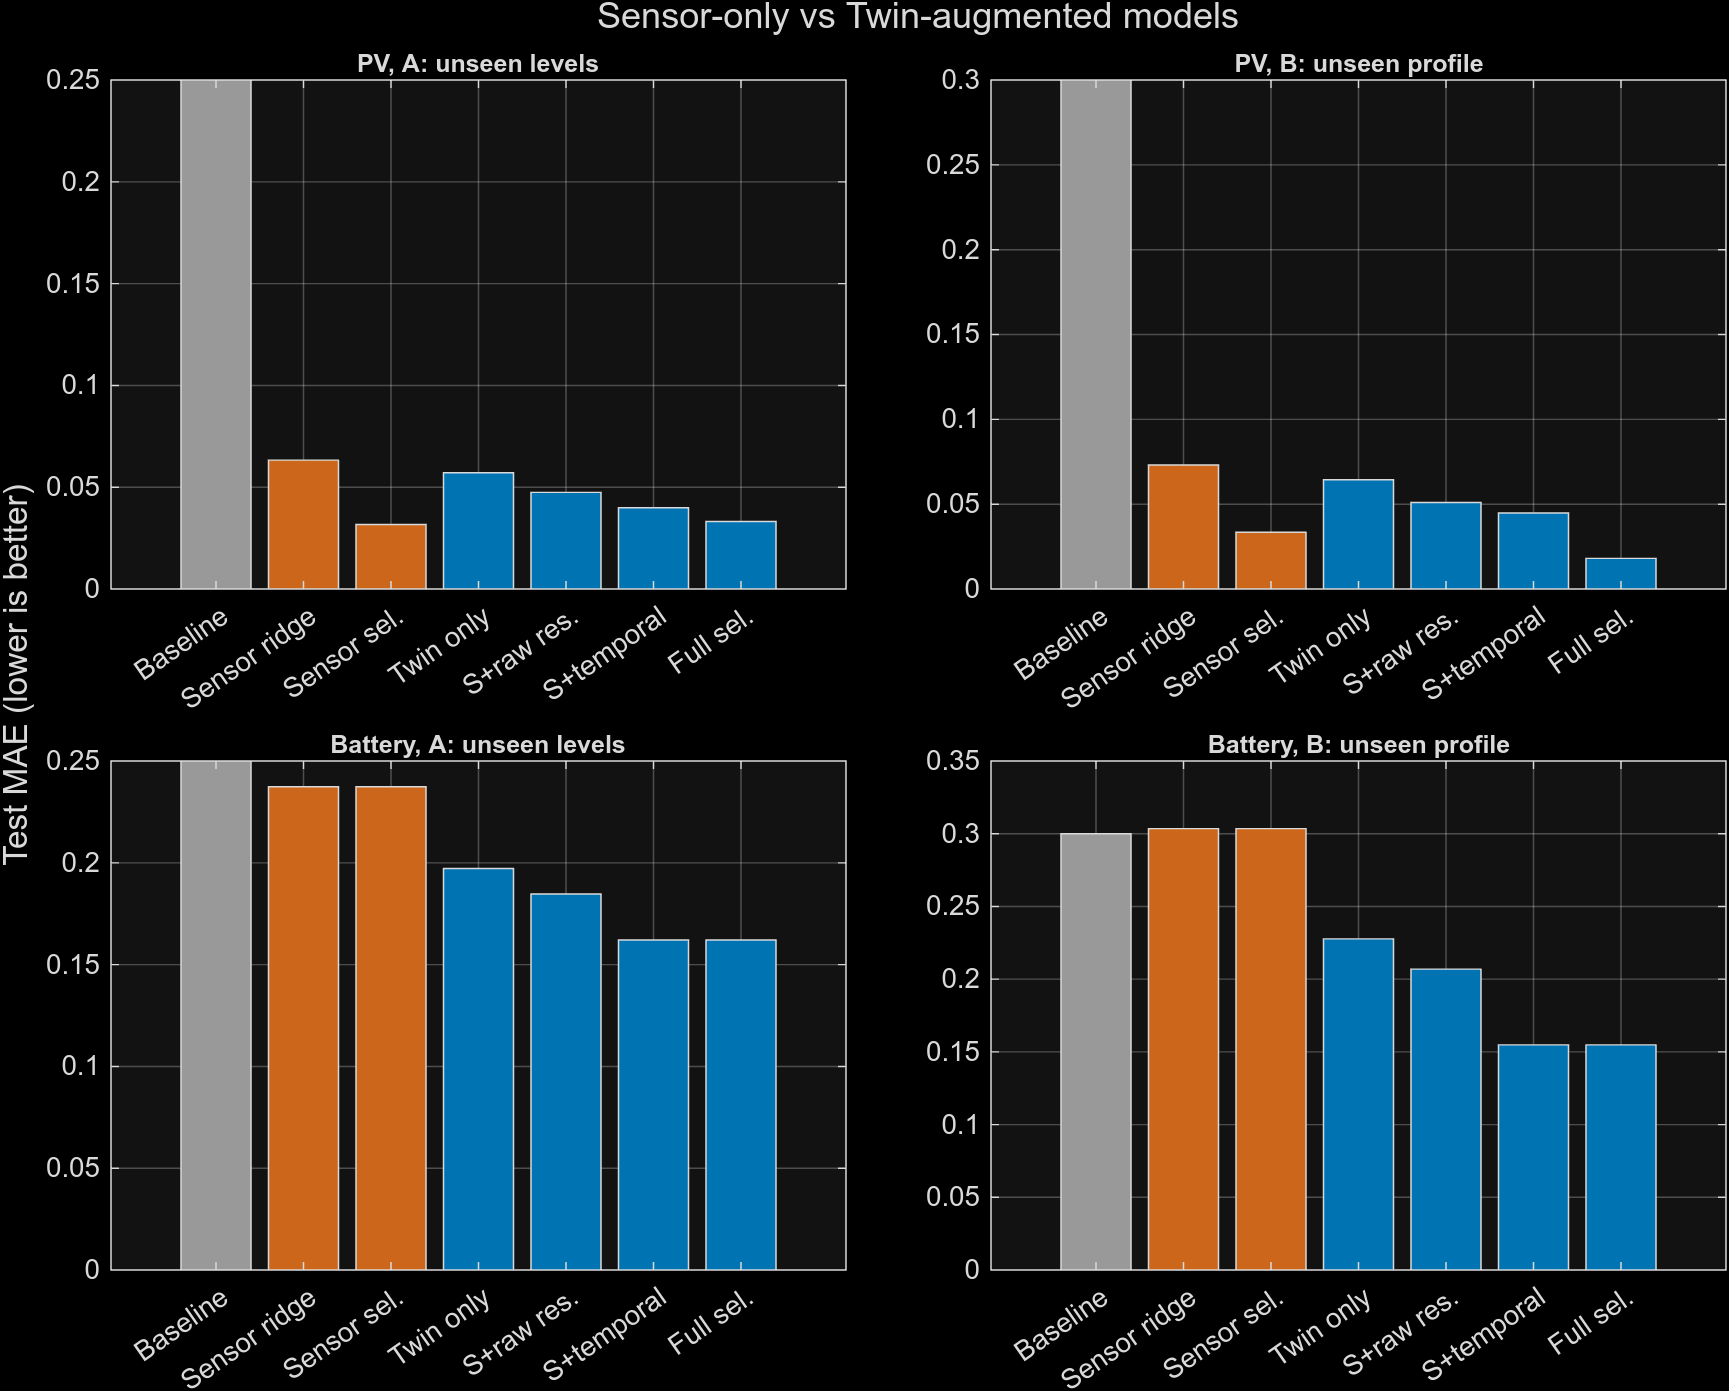 Sensor-only vs Twin-augmented models
Test MAE (lower is better)
PV, A: unseen levels
0.25
0.2
0.15
0.1
0.05
0
Baseline
Sensor ridge
Sensor sel.
Twin only
S+raw res.
S+temporal
Full sel.
PV, B: unseen profile
0.3
0.25
0.2
0.15
0.1
0.05
0
Baseline
Sensor ridge
Sensor sel.
Twin only
S+raw res.
S+temporal
Full sel.
Battery, A: unseen levels
0.25
0.2
0.15
0.1
0.05
0
Baseline
Sensor ridge
Sensor sel.
Twin only
S+raw res.
S+temporal
Full sel.
Battery, B: unseen profile
0.35
0.3
0.25
0.2
0.15
0.1
0.05
0
Baseline
Sensor ridge
Sensor sel.
Twin only
S+raw res.
S+temporal
Full sel.